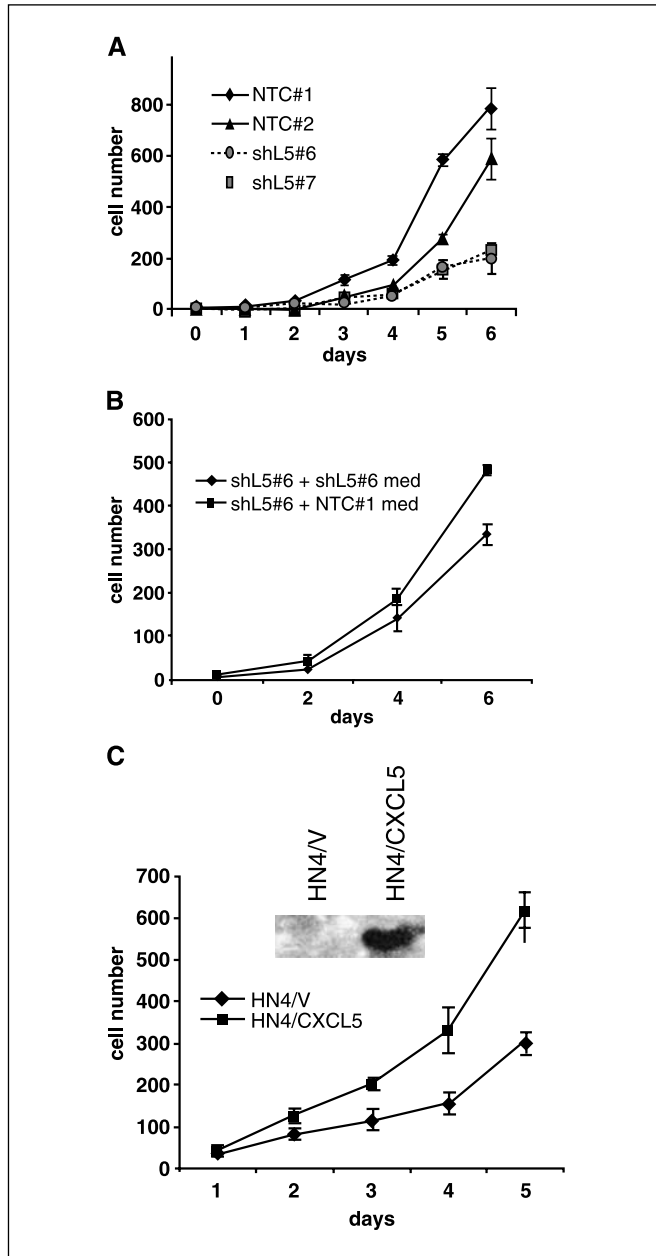 A
NTC#1
NTC#2
shL5#6
shL5#7
cell number
800
600
400
200
0
0 1 2 3 4 5 6
days
B
shL5#6 + shL5#6 med
shL5#6 + NTC#1 med
cell number
600
500
400
300
200
100
0
0 2 4 6
days
C
HN4/V
HN4/CXCL5
HN4/V
HN4/CXCL5
cell number
700
600
500
400
300
200
100
0
1 2 3 4 5
days